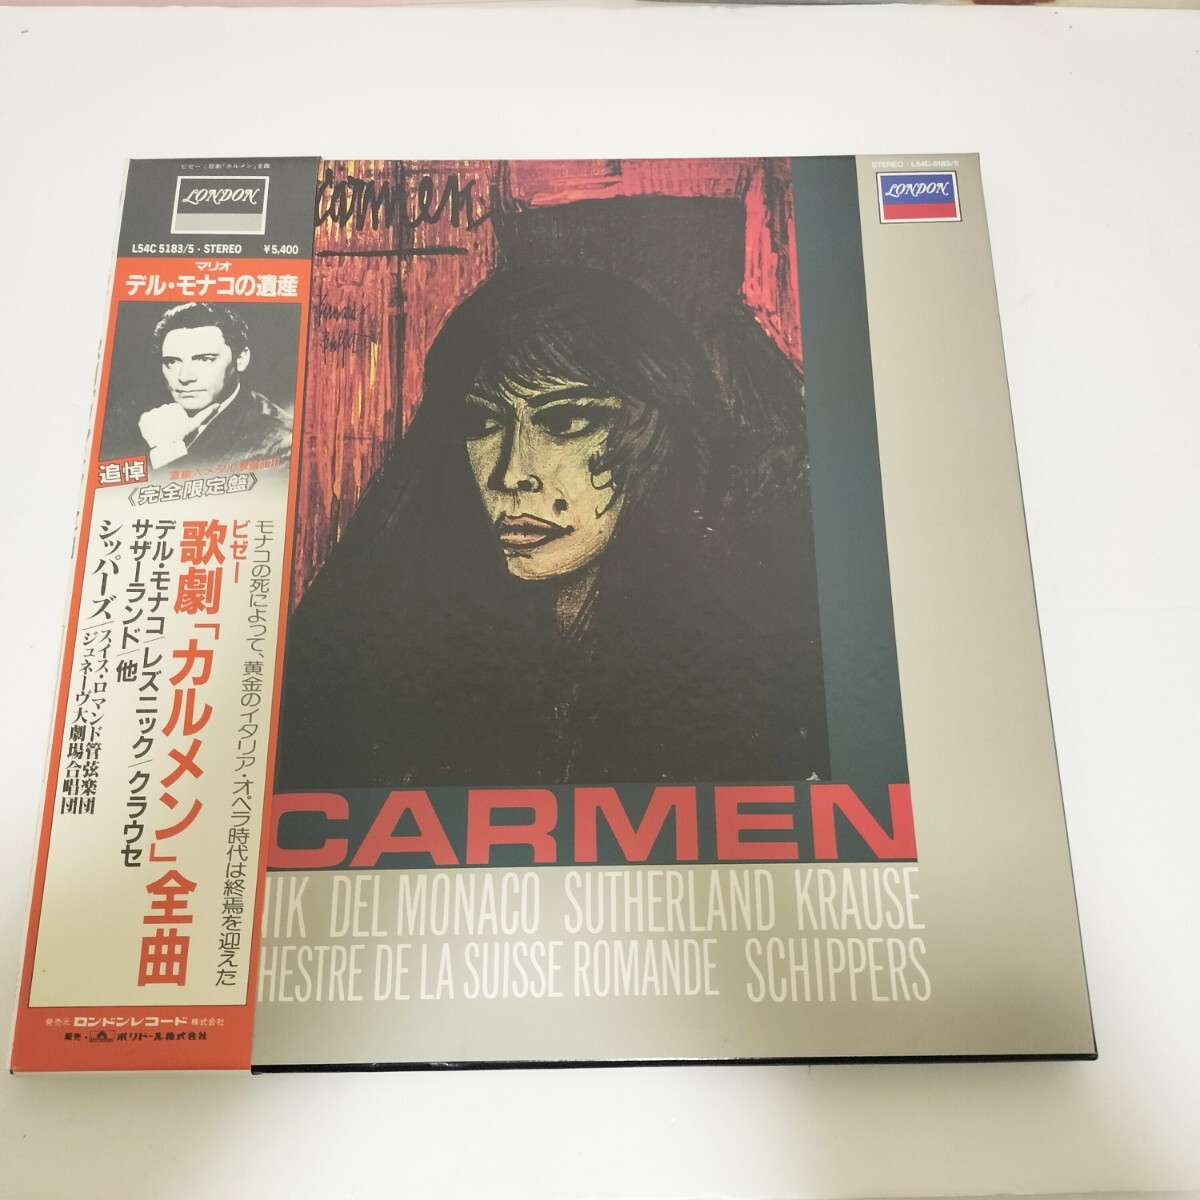 ビゼー:歌劇「カルメン」全曲
LONDON
L54C 5183/5・STEREO ¥5,400
マリオ
デル・モナコの遺産
追悼
《完全限定盤》
モナコの死によって、黄金のイタリア・オペラ時代は終焉を迎えた
ビゼー
歌劇「カルメン」全曲
デル・モナコ/レズニック/クラウセ
サザーランド/他
シッパーズ/スイス・ロマンド管弦楽団
ジュネーヴ大劇場合唱団
発売元 ロンドンレコード 株式会社
販売・ポリドール株式会社
STEREO・L54C-5183/5
LONDON
Carmen
Bernard
Buffet
CARMEN
NIK DEL MONACO SUTHERLAND KRAUSE
HESTRE DE LA SUISSE ROMANDE SCHIPPERS